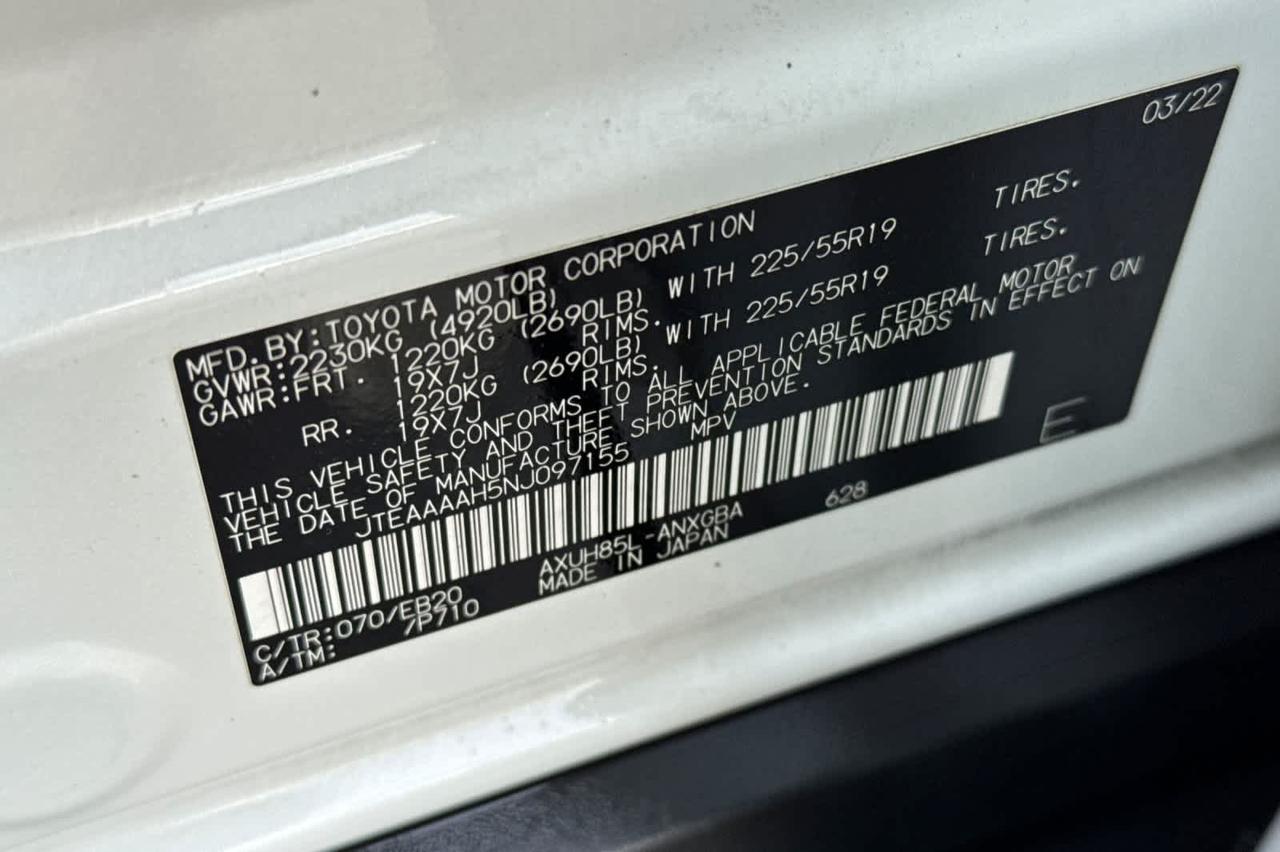 03/22
MFD. BY: TOYOTA MOTOR CORPORATION
GVWR: 2230KG (4920LB)
GAWR: FRT. 1220KG (2690LB) WITH 225/55R19 TIRES.
19X7J RIMS.
RR. 1220KG (2690LB) WITH 225/55R19 TIRES.
19X7J RIMS.
THIS VEHICLE CONFORMS TO ALL APPLICABLE FEDERAL MOTOR
VEHICLE SAFETY AND THEFT PREVENTION STANDARDS IN EFFECT ON
THE DATE OF MANUFACTURE SHOWN ABOVE.
JTEAAAAH5NJ097155 MPV
E
C/TR: 070/EB20 AXUH85L-ANXGBA 628
A/TM: /P710 MADE IN JAPAN